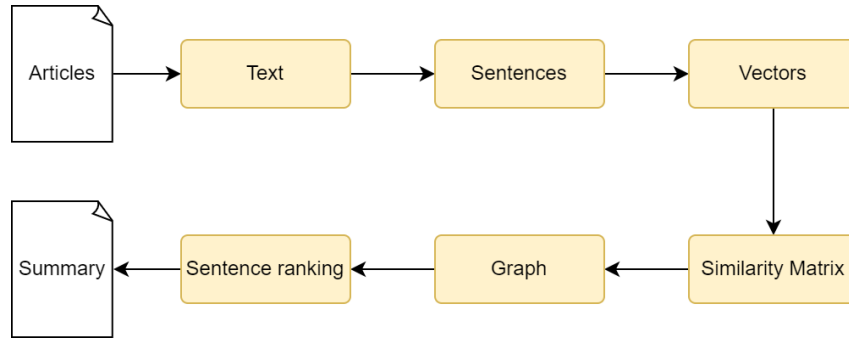 Articles
Text
Sentences
Vectors
Summary
Sentence ranking
Graph
Similarity Matrix